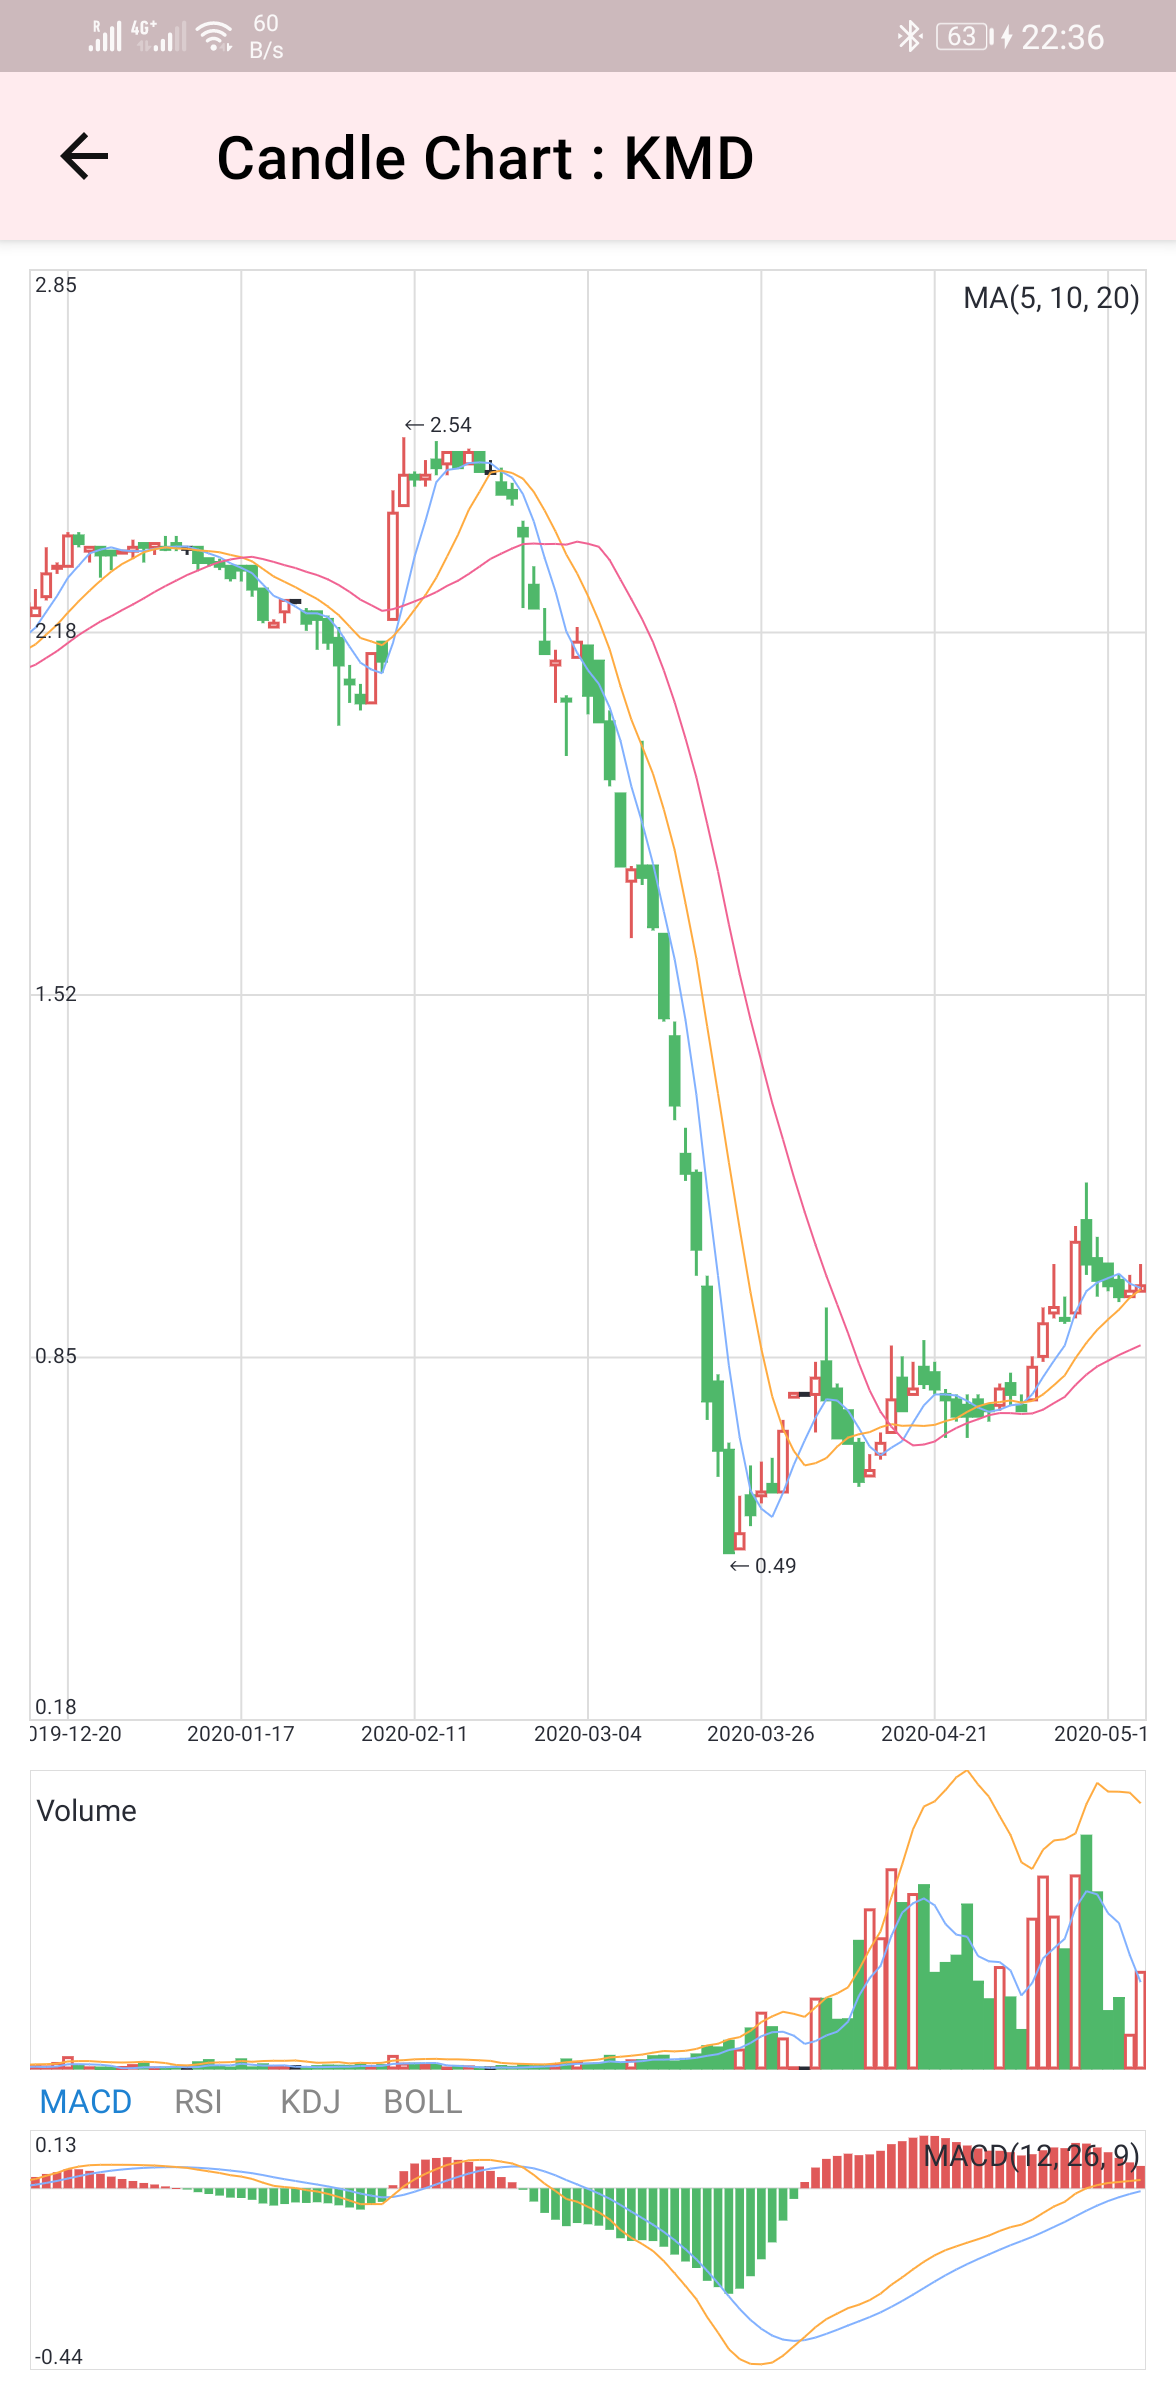 R 4G+ 60 B/s 63 22:36
Candle Chart : KMD
2.85
MA(5, 10, 20)
← 2.54
2.18
1.52
0.85
← 0.49
0.18
019-12-20 2020-01-17 2020-02-11 2020-03-04 2020-03-26 2020-04-21 2020-05-1
Volume
MACD RSI KDJ BOLL
0.13
MACD(12, 26, 9)
-0.44